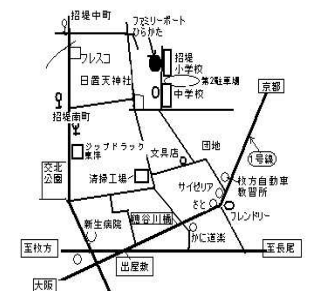 招堤中町
ファミリーポート
ひらかた
フレスコ
招堤
小学校
日置天神社
第2駐車場
中学校
京都
招堤南町
ジップドラッグ
東洋
文具店
団地
1号線
交北
公園
清掃工場
サイゼリア
枚方自動車
教習所
さと
フレンドリー
新生病院
穂谷川橋
かに道楽
至枚方
至長尾
出屋敷
大阪